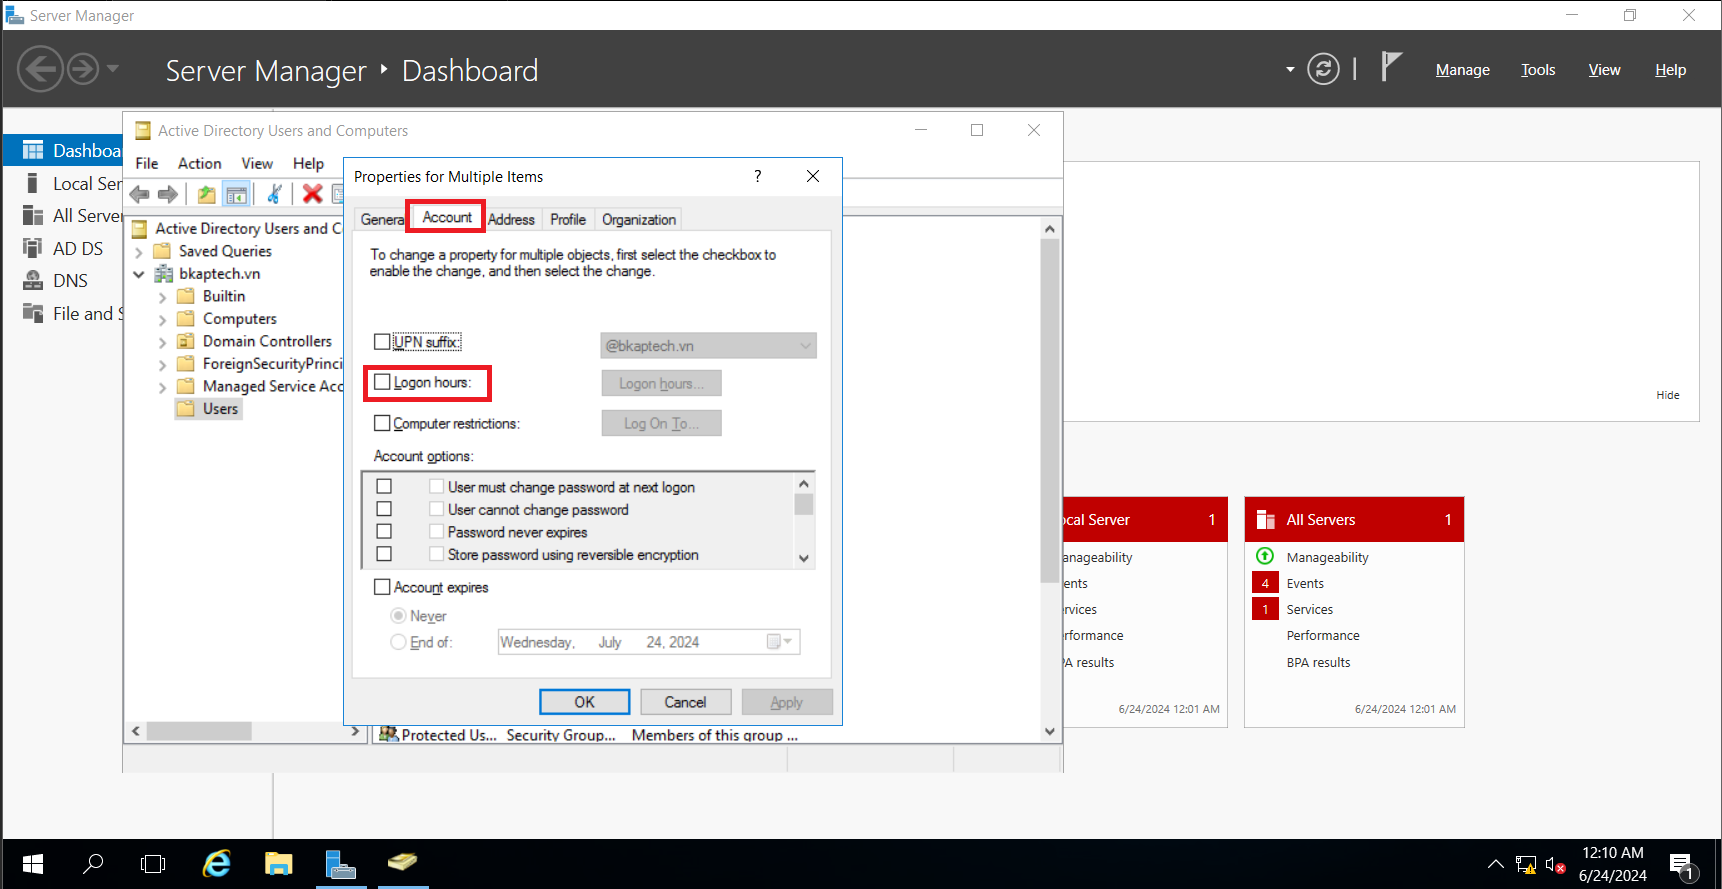 Server Manager
Server Manager ‣ Dashboard
Manage Tools View Help
Dashboa
Local Ser
All Serve
AD DS
DNS
File and S
Active Directory Users and Computers
File Action View Help
Active Directory Users and C
Saved Queries
bkaptech.vn
Builtin
Computers
Domain Controllers
ForeignSecurityPrinci
Managed Service Acc
Users
Properties for Multiple Items
?
Genera Account Address Profile Organization
To change a property for multiple objects, first select the checkbox to
enable the change, and then select the change.
UPN suffix: @bkaptech.vn
Logon hours: Logon hours...
Computer restrictions: Log On To...
Account options:
User must change password at next logon
User cannot change password
Password never expires
Store password using reversible encryption
Account expires
Never
End of: Wednesday, July 24, 2024
OK Cancel Apply
Protected Us... Security Group... Members of this group ...
Hide
ocal Server 1
anageability
ents
rvices
rformance
PA results
6/24/2024 12:01 AM
All Servers 1
Manageability
4 Events
1 Services
Performance
BPA results
6/24/2024 12:01 AM
12:10 AM
6/24/2024
1